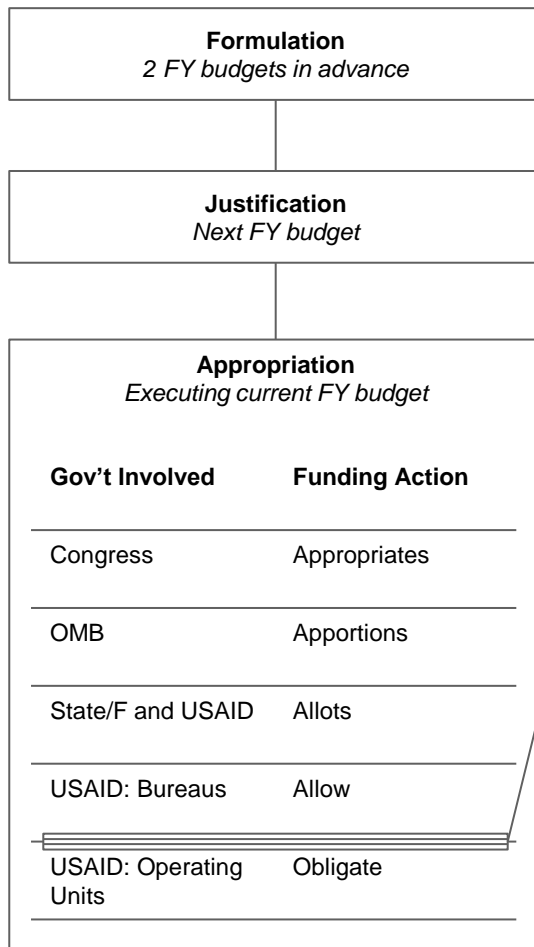 Formulation
2 FY budgets in advance
Justification
Next FY budget
Appropriation
Executing current FY budget
Gov’t Involved Funding Action
Congress Appropriates
OMB Apportions
State/F and USAID Allots
USAID: Bureaus Allow
USAID: Operating Obligate
Units